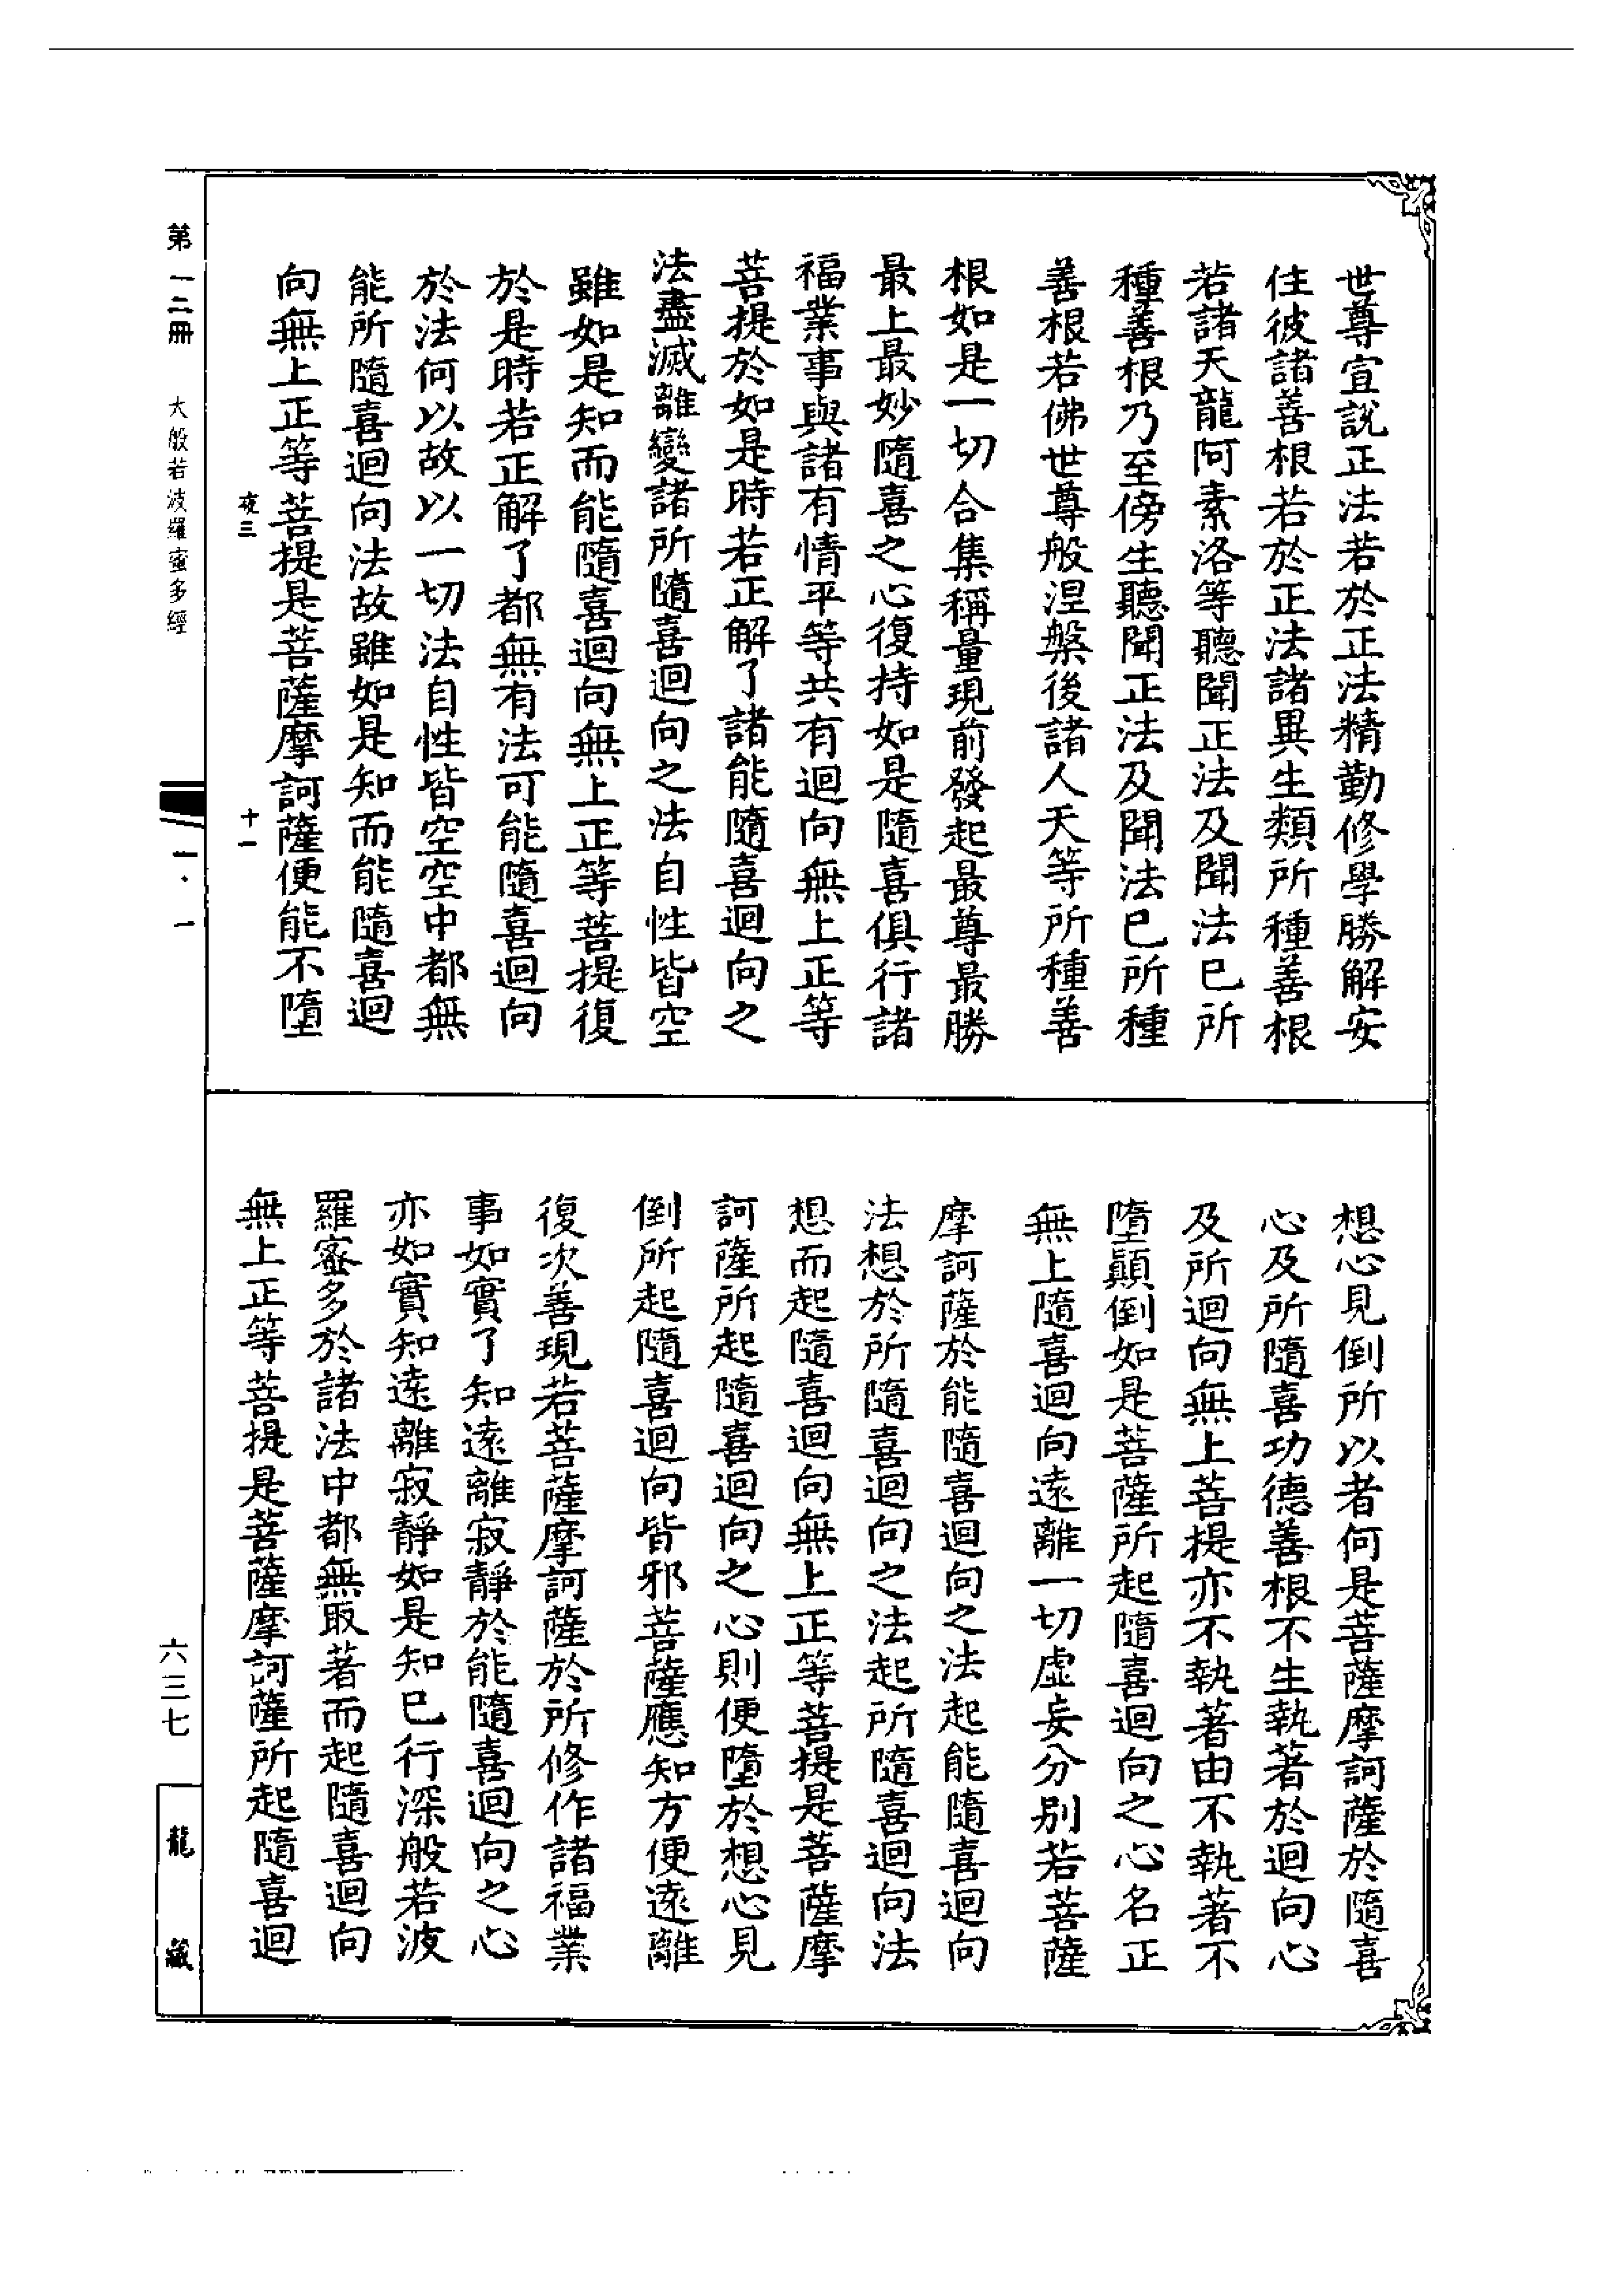 世尊宣說正法若於正法精勤修學勝解安
住彼諸善根若於正法諸異生類所種善根
若諸天龍阿素洛等聽聞正法及聞法已所
種善根乃至傍生聽聞正法及聞法已所種
善根若佛世尊般涅槃後諸人天等所種善
根如是一切合集稱量現前發起最尊最勝
最上最妙隨喜之心復持如是隨喜俱行諸
福業事與諸有情平等共有迴向無上正等
菩提於如是時若正解了諸能隨喜迴向之
法盡滅離變諸所隨喜迴向之法自性皆空
雖如是知而能隨喜迴向無上正等菩提復
於是時若正解了都無有法可能隨喜迴向
於法何以故以一切法自性皆空空中都無
能所隨喜迴向法故雖如是知而能隨喜迴
向無上正等菩提是菩薩摩訶薩便能不墮
夜三 十一
想心見倒所以者何是菩薩摩訶薩於隨喜
心及所隨喜功德善根不生執著於迴向心
及所迴向無上菩提亦不執著由不執著不
墮顛倒如是菩薩所起隨喜迴向之心名正
無上隨喜迴向遠離一切虛妄分別若菩薩
摩訶薩於能隨喜迴向之法起能隨喜迴向
法想於所隨喜迴向之法起所隨喜迴向法
想而起隨喜迴向無上正等菩提是菩薩摩
訶薩所起隨喜迴向之心則便墮於想心見
倒所起隨喜迴向皆邪菩薩應知方便遠離
復次善現若菩薩摩訶薩於所修作諸福業
事如實了知遠離寂靜於能隨喜迴向之心
亦如實知遠離寂靜如是知已行深般若波
羅蜜多於諸法中都無取著而起隨喜迴向
無上正等菩提是菩薩摩訶薩所起隨喜迴
第一二冊 大般若波羅蜜多經 一·一 六三七 龍藏